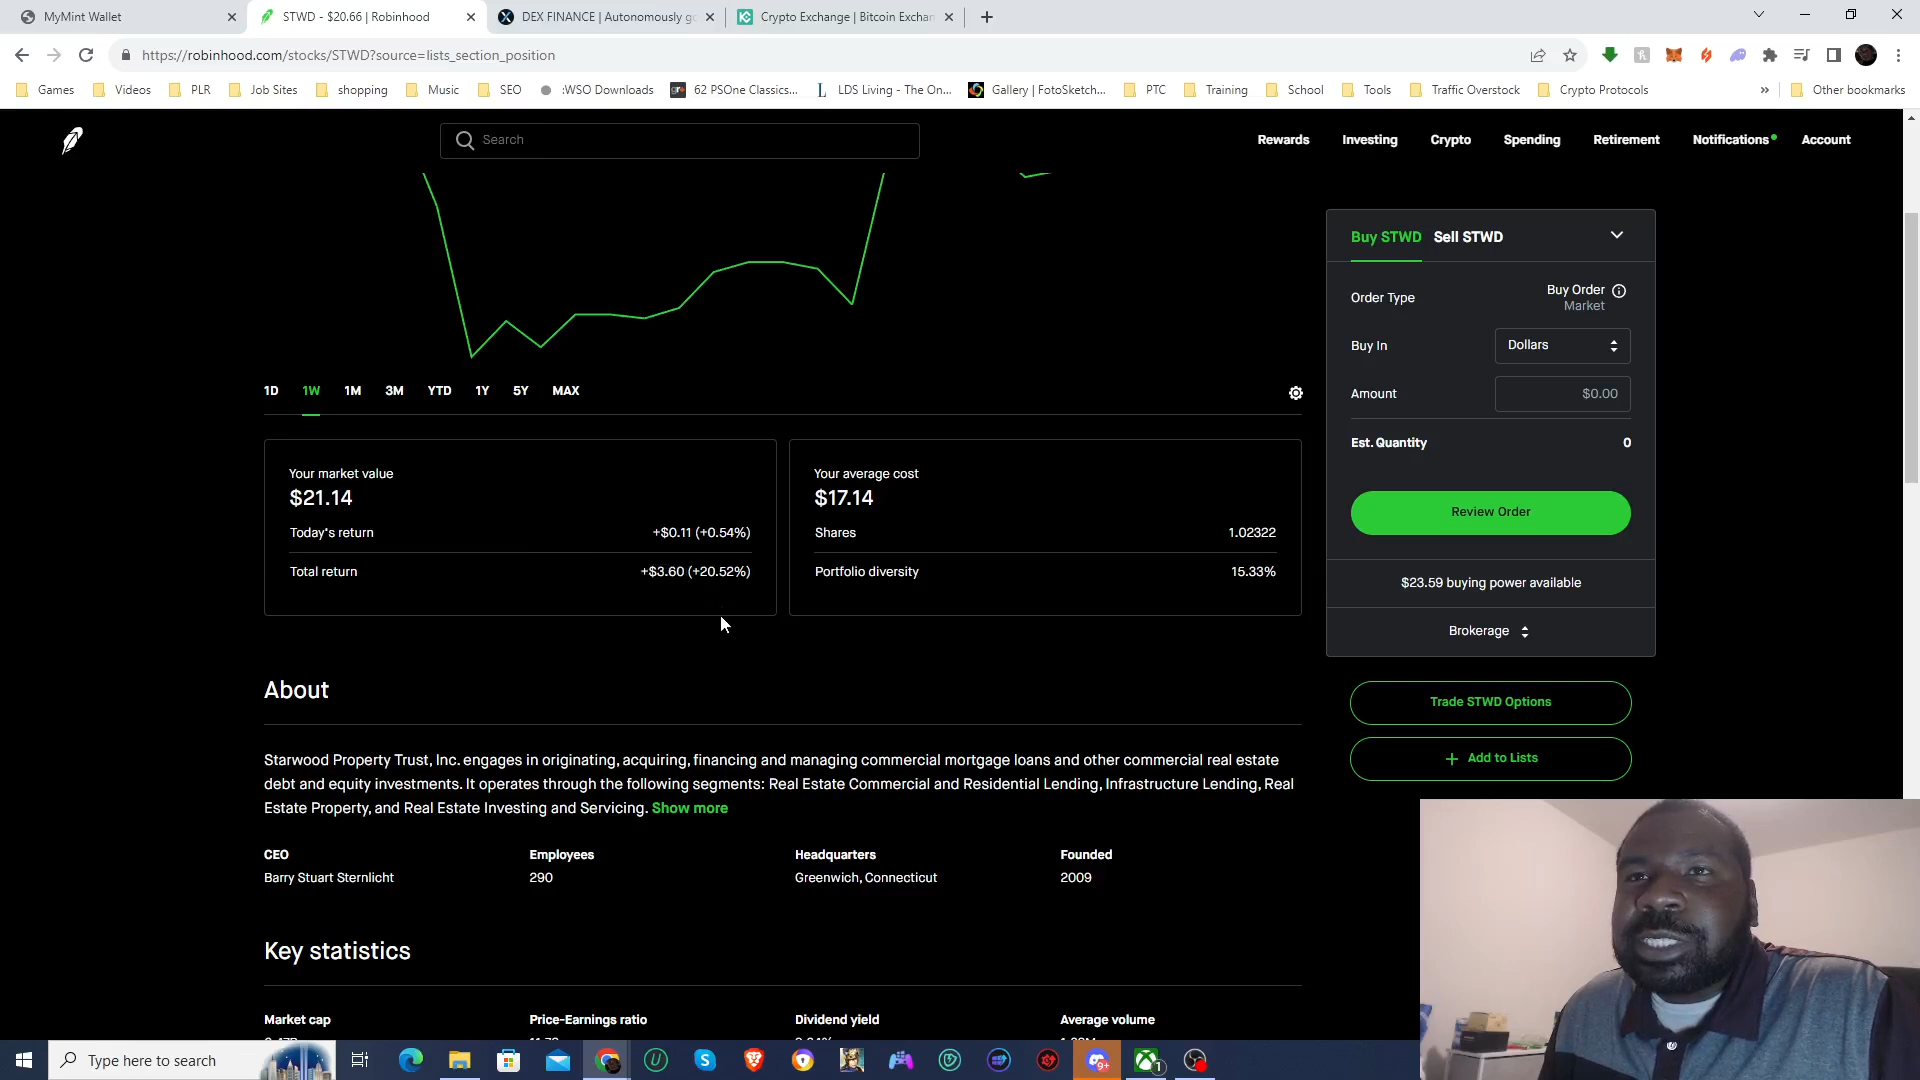 MyMint Wallet
STWD - $20.66 | Robinhood
DEX FINANCE | Autonomously go
Crypto Exchange | Bitcoin Exchan
https://robinhood.com/stocks/STWD?source=lists_section_position
Games
Videos
PLR
Job Sites
shopping
Music
SEO
:WSO Downloads
62 PSOne Classics...
LDS Living - The On...
Gallery | FotoSketch...
PTC
Training
School
Tools
Traffic Overstock
Crypto Protocols
»
Other bookmarks
Search
Rewards
Investing
Crypto
Spending
Retirement
Notifications
Account
Buy STWD
Sell STWD
Order Type
Buy Order
Market
Buy In
Dollars
Amount
$0.00
Est. Quantity
0
Review Order
$23.59 buying power available
Brokerage
Trade STWD Options
+ Add to Lists
1D
1W
1M
3M
YTD
1Y
5Y
MAX
Your market value
$21.14
Today's return
+$0.11 (+0.54%)
Total return
+$3.60 (+20.52%)
Your average cost
$17.14
Shares
1.02322
Portfolio diversity
15.33%
About
Starwood Property Trust, Inc. engages in originating, acquiring, financing and managing commercial mortgage loans and other commercial real estate
debt and equity investments. It operates through the following segments: Real Estate Commercial and Residential Lending, Infrastructure Lending, Real
Estate Property, and Real Estate Investing and Servicing. Show more
CEO
Barry Stuart Sternlicht
Employees
290
Headquarters
Greenwich, Connecticut
Founded
2009
Key statistics
Market cap
Price-Earnings ratio
Dividend yield
Average volume
Type here to search
9+
1